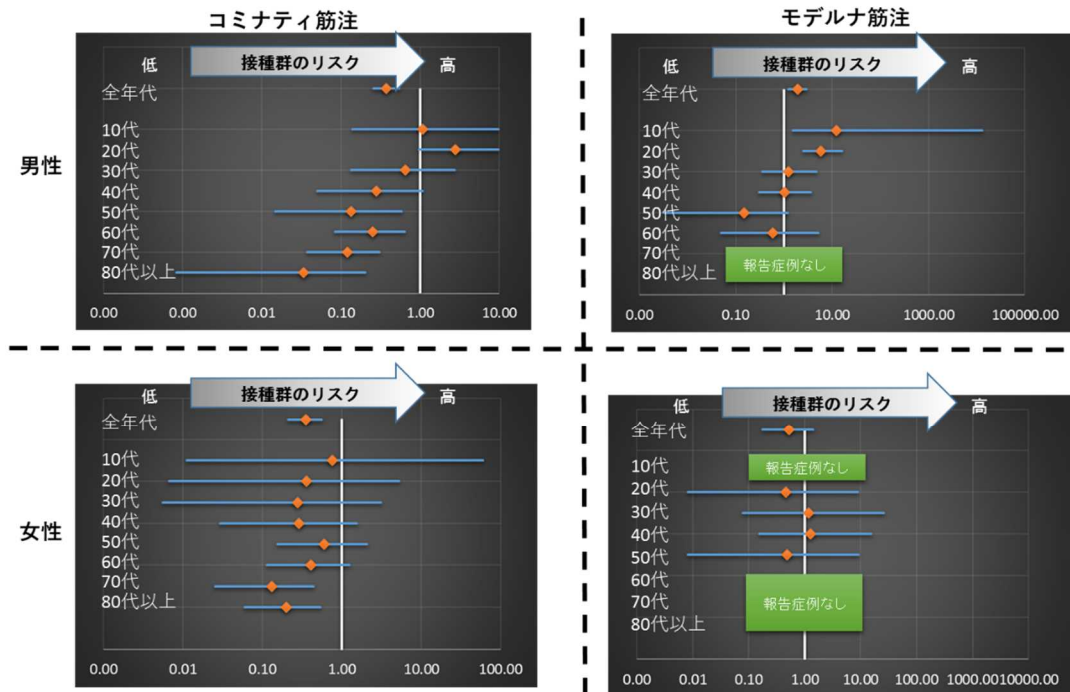 コミナティ筋注
モデルナ筋注
男性
低
接種群のリスク
高
全年代
10代
20代
30代
40代
50代
60代
70代
80代以上
0.00
0.00
0.01
0.10
1.00
10.00
低
接種群のリスク
高
全年代
10代
20代
30代
40代
50代
60代
70代
80代以上
報告症例なし
0.00
0.10
10.00
1000.00
100000.00
女性
低
接種群のリスク
高
全年代
10代
20代
30代
40代
50代
60代
70代
80代以上
0.00
0.01
0.10
1.00
10.00
100.00
低
接種群のリスク
高
全年代
10代
報告症例なし
20代
30代
40代
50代
60代
70代
80代以上
報告症例なし
0.00
0.01
0.10
1.00
10.00
100.00
1000.00
10000.00